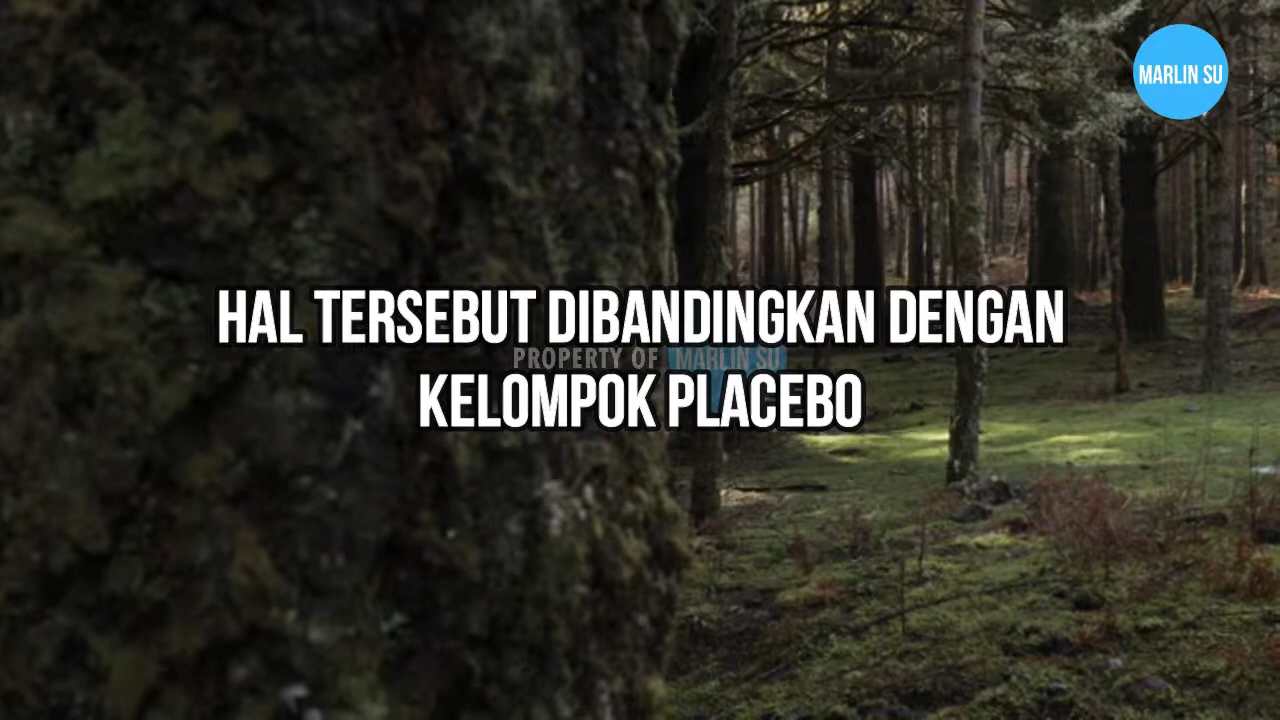 MARLIN SU
HAL TERSEBUT DIBANDINGKAN DENGAN
PROPERTY OF MARLIN SU
KELOMPOK PLACEBO